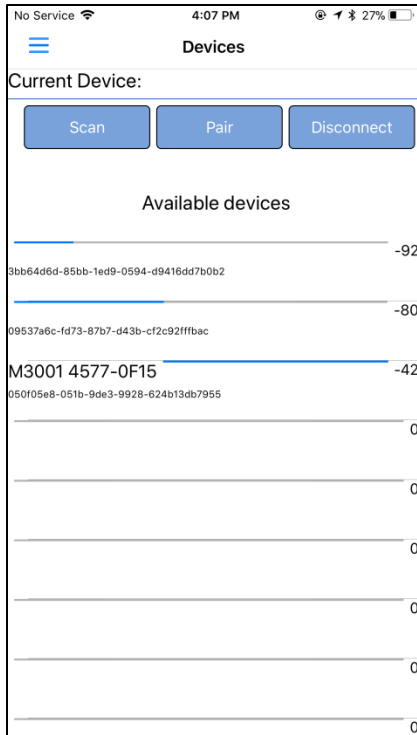 No Service 4:07 PM 27%
Devices
Current Device:
Scan Pair Disconnect
Available devices
-92
3bb64d6d-85bb-1ed9-0594-d9416dd7b0b2
-80
09537a6c-fd73-87b7-d43b-cf2c92fffbac
M3001 4577-0F15 -42
050f05e8-051b-9de3-9928-624b13db7955
0
0
0
0
0
0